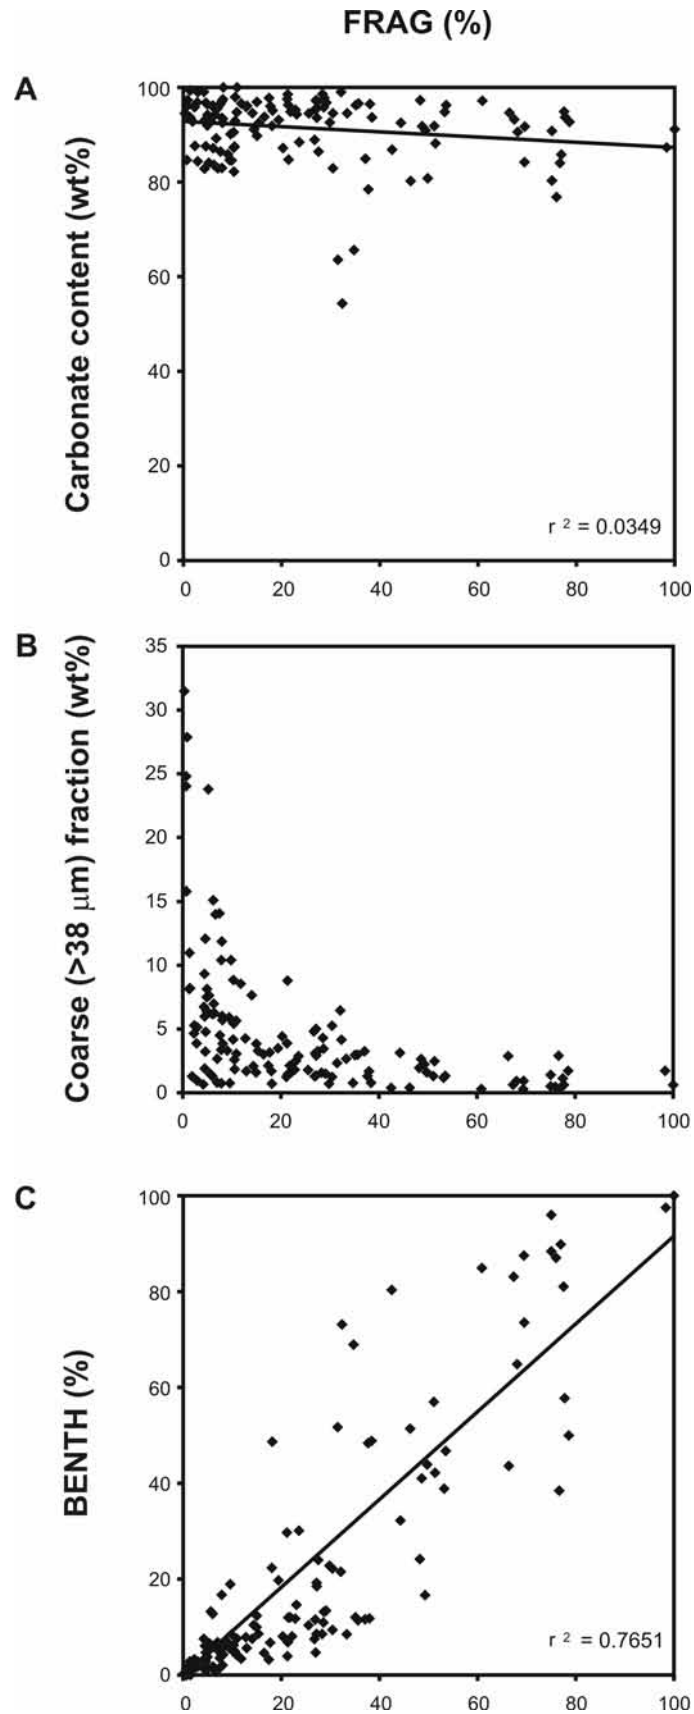 FRAG (%)
A
Carbonate content (wt%)
100
80
60
40
20
0
r 2 = 0.0349
0 20 40 60 80 100
B
Coarse (>38 μm) fraction (wt%)
35
30
25
20
15
10
5
0
0 20 40 60 80 100
C
BENTH (%)
100
80
60
40
20
0
r 2 = 0.7651
0 20 40 60 80 100